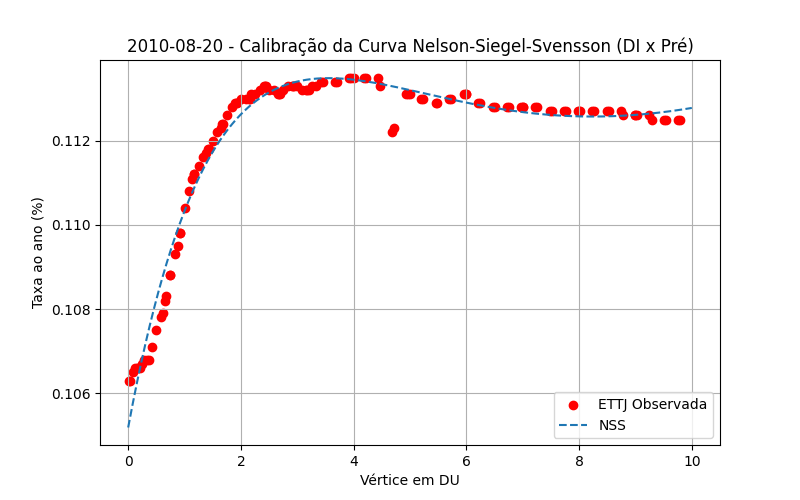 2010-08-20 - Calibração da Curva Nelson-Siegel-Svensson (DI x Pré)
Taxa ao ano (%)
0.112
0.110
0.108
0.106
ETTJ Observada
NSS
0 2 4 6 8 10
Vértice em DU